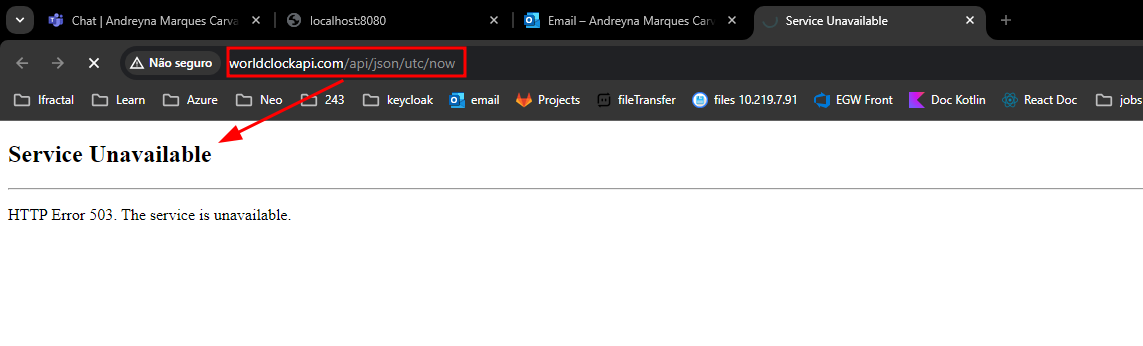 Chat | Andreyna Marques Carva
localhost:8080
Email – Andreyna Marques Carv
Service Unavailable
Não seguro
worldclockapi.com/api/json/utc/now
Ifractal
Learn
Azure
Neo
243
keycloak
email
Projects
fileTransfer
files 10.219.7.91
EGW Front
Doc Kotlin
React Doc
jobs
Service Unavailable
HTTP Error 503. The service is unavailable.